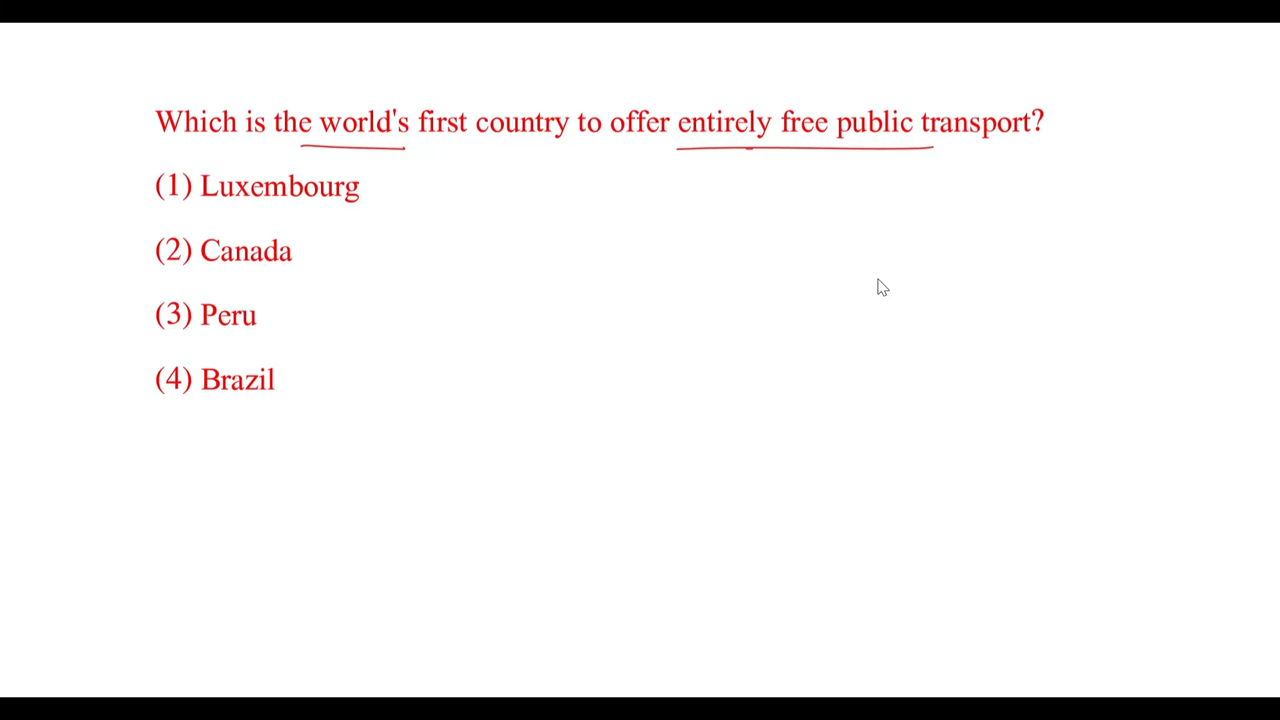 Which is the world's first country to offer entirely free public transport?
(1) Luxembourg
(2) Canada
(3) Peru
(4) Brazil